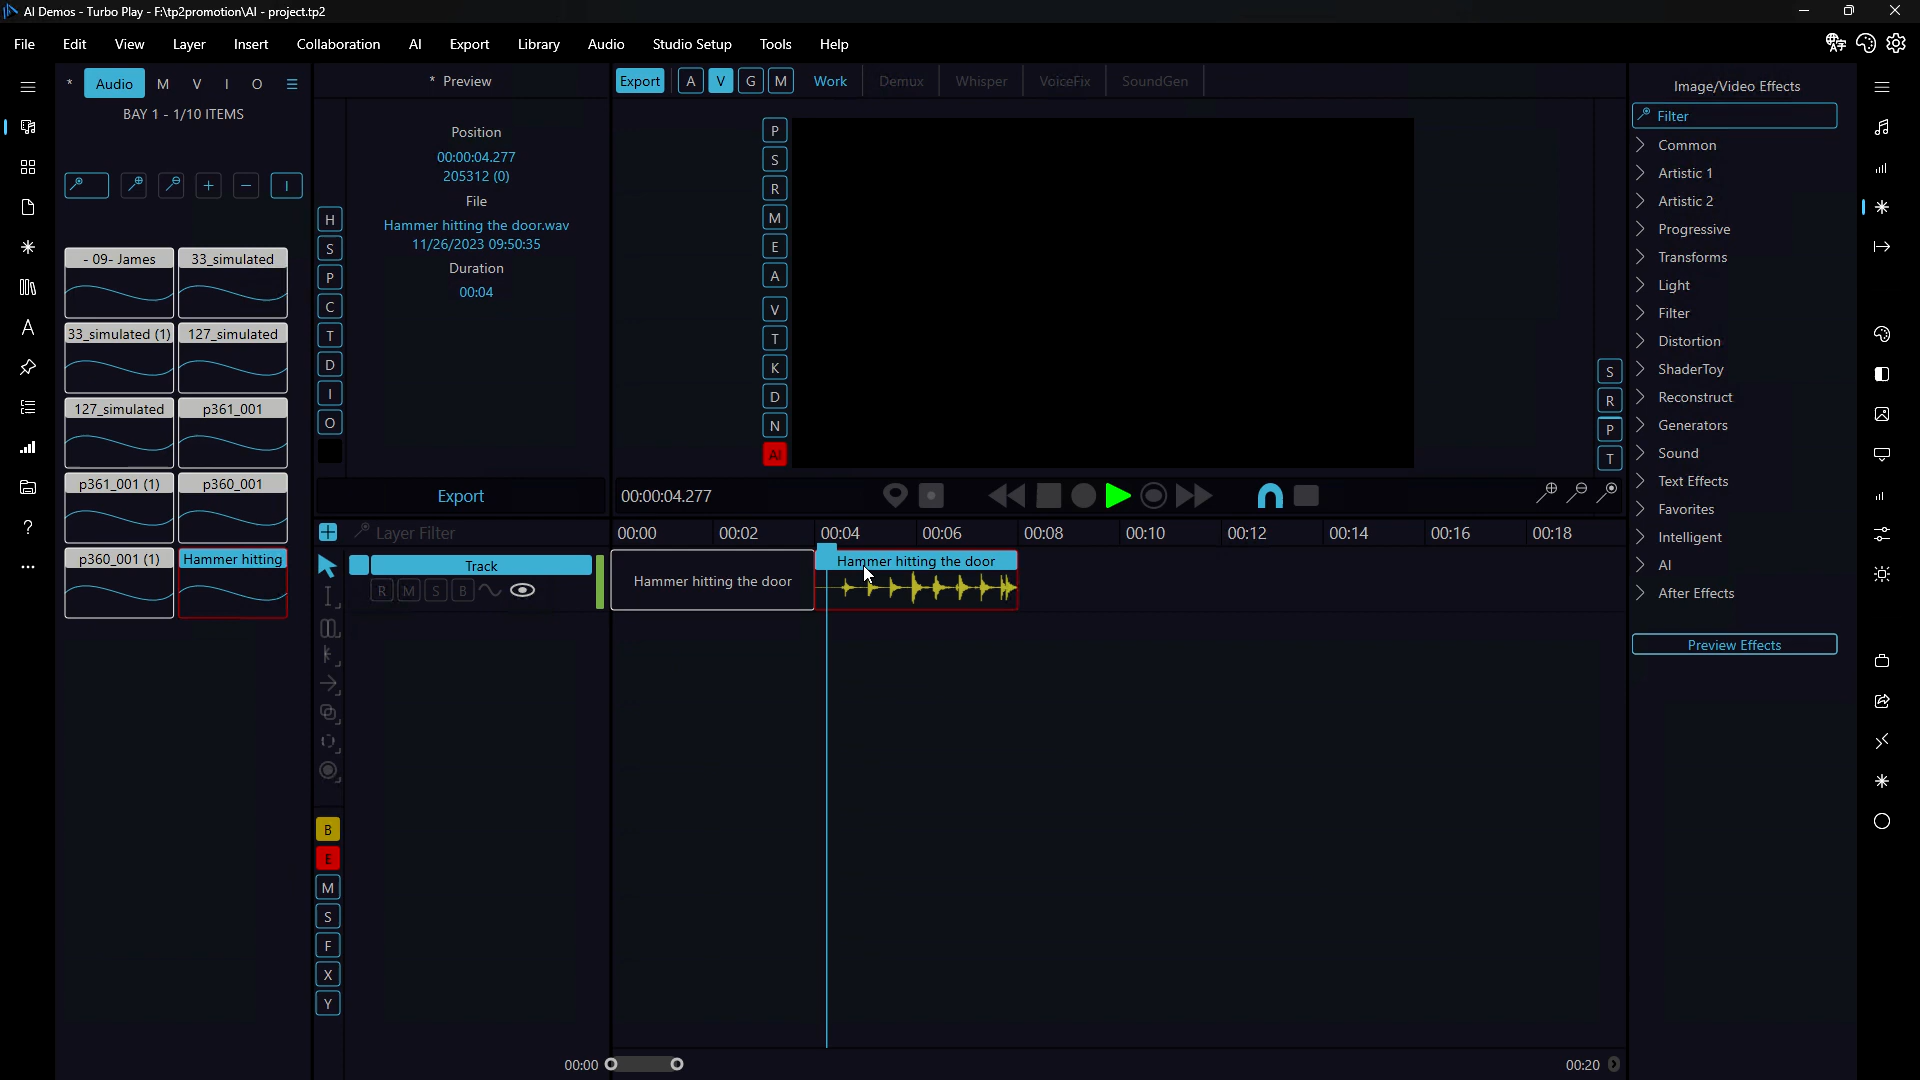 AI Demos - Turbo Play - F:\tp2promotion\AI - project.tp2
File Edit View Layer Insert Collaboration AI Export Library Audio Studio Setup Tools Help
* Audio M V I O
BAY 1 - 1/10 ITEMS
- 09- James 33_simulated
33_simulated (1) 127_simulated
127_simulated p361_001
p361_001 (1) p360_001
p360_001 (1) Hammer hitting
* Preview
Position
00:00:04.277
205312 (0)
File
Hammer hitting the door.wav
11/26/2023 09:50:35
Duration
00:04
H
S
P
C
T
D
I
O
Export
Export A V G M Work Demux Whisper VoiceFix SoundGen
P
S
R
M
E
A
V
T
K
D
N
AI
S
R
P
T
00:00:04.277
Layer Filter
00:00 00:02 00:04 00:06 00:08 00:10 00:12 00:14 00:16 00:18
Track
R M S B
Hammer hitting the door
Hammer hitting the door
B
E
M
S
F
X
Y
00:00
00:20
Image/Video Effects
Filter
Common
Artistic 1
Artistic 2
Progressive
Transforms
Light
Filter
Distortion
ShaderToy
Reconstruct
Generators
Sound
Text Effects
Favorites
Intelligent
AI
After Effects
Preview Effects